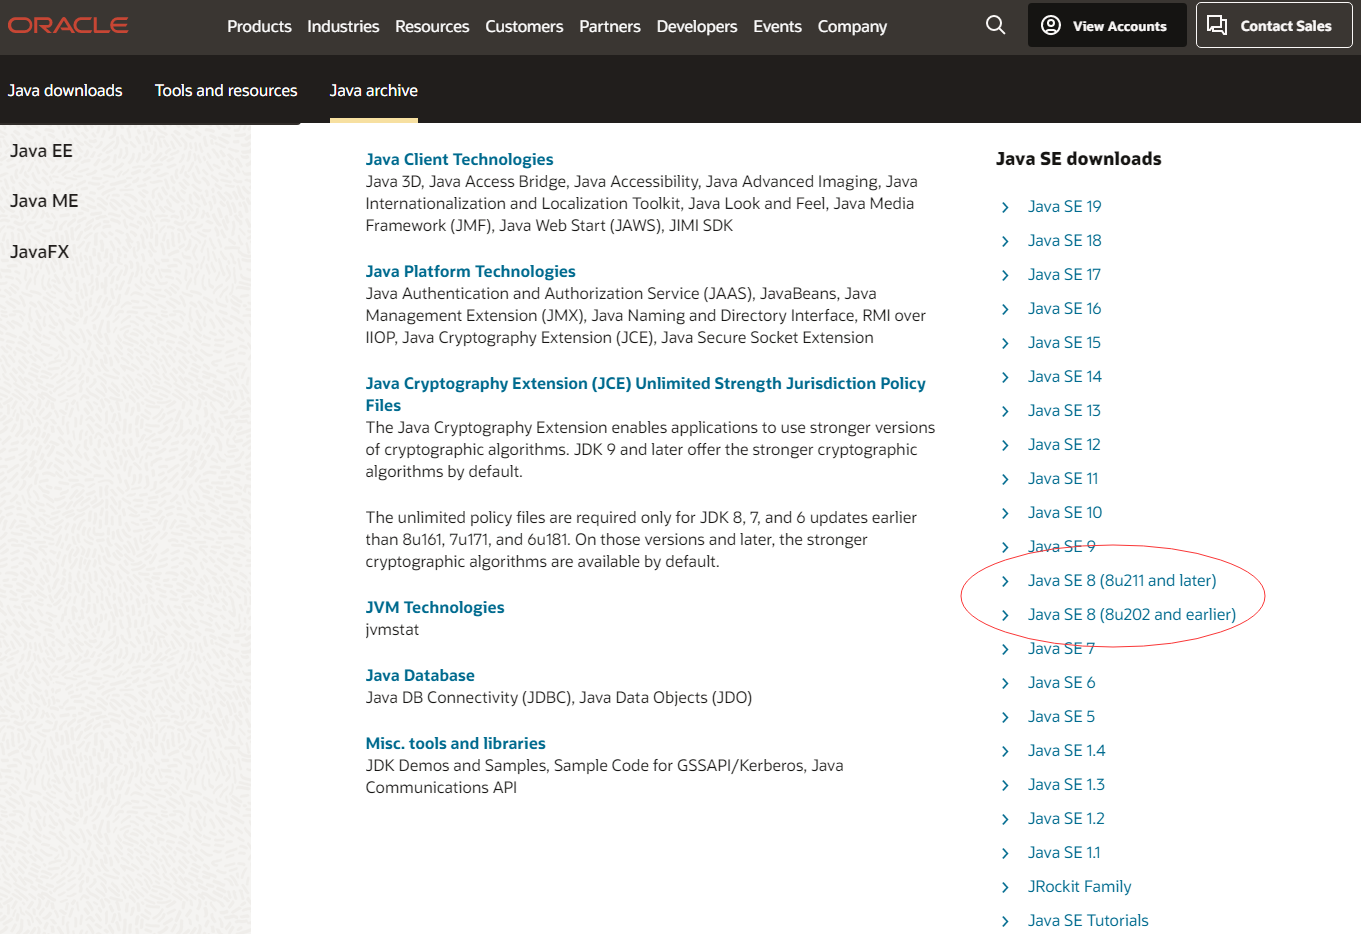 ORACLE
Products Industries Resources Customers Partners Developers Events Company
View Accounts
Contact Sales
Java downloads Tools and resources Java archive
Java EE
Java ME
JavaFX
Java Client Technologies
Java 3D, Java Access Bridge, Java Accessibility, Java Advanced Imaging, Java
Internationalization and Localization Toolkit, Java Look and Feel, Java Media
Framework (JMF), Java Web Start (JAWS), JIMI SDK
Java Platform Technologies
Java Authentication and Authorization Service (JAAS), JavaBeans, Java
Management Extension (JMX), Java Naming and Directory Interface, RMI over
IIOP, Java Cryptography Extension (JCE), Java Secure Socket Extension
Java Cryptography Extension (JCE) Unlimited Strength Jurisdiction Policy
Files
The Java Cryptography Extension enables applications to use stronger versions
of cryptographic algorithms. JDK 9 and later offer the stronger cryptographic
algorithms by default.
The unlimited policy files are required only for JDK 8, 7, and 6 updates earlier
than 8u161, 7u171, and 6u181. On those versions and later, the stronger
cryptographic algorithms are available by default.
JVM Technologies
jvmstat
Java Database
Java DB Connectivity (JDBC), Java Data Objects (JDO)
Misc. tools and libraries
JDK Demos and Samples, Sample Code for GSSAPI/Kerberos, Java
Communications API
Java SE downloads
Java SE 19
Java SE 18
Java SE 17
Java SE 16
Java SE 15
Java SE 14
Java SE 13
Java SE 12
Java SE 11
Java SE 10
Java SE 9
Java SE 8 (8u211 and later)
Java SE 8 (8u202 and earlier)
Java SE 7
Java SE 6
Java SE 5
Java SE 1.4
Java SE 1.3
Java SE 1.2
Java SE 1.1
JRockit Family
Java SE Tutorials